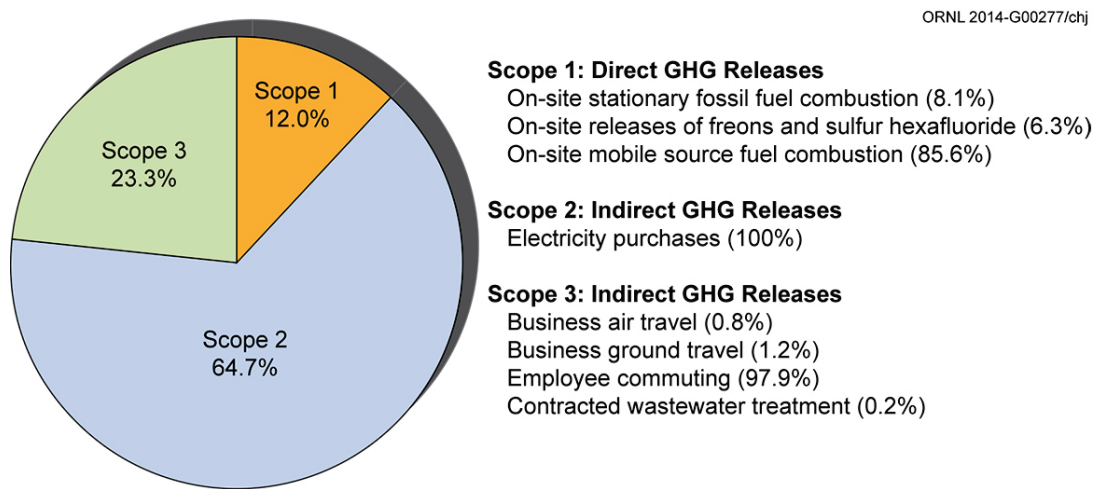 ORNL 2014-G00277/chj
Scope 1
12.0%
Scope 3
23.3%
Scope 2
64.7%
Scope 1: Direct GHG Releases
On-site stationary fossil fuel combustion (8.1%)
On-site releases of freons and sulfur hexafluoride (6.3%)
On-site mobile source fuel combustion (85.6%)
Scope 2: Indirect GHG Releases
Electricity purchases (100%)
Scope 3: Indirect GHG Releases
Business air travel (0.8%)
Business ground travel (1.2%)
Employee commuting (97.9%)
Contracted wastewater treatment (0.2%)